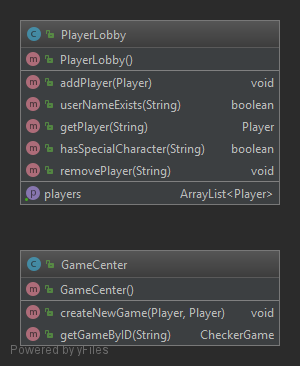 PlayerLobby
PlayerLobby()
addPlayer(Player) void
userNameExists(String) boolean
getPlayer(String) Player
hasSpecialCharacter(String) boolean
removePlayer(String) void
players ArrayList<Player>
GameCenter
GameCenter()
createNewGame(Player, Player) void
getGameByID(String) CheckerGame
Powered by yFiles